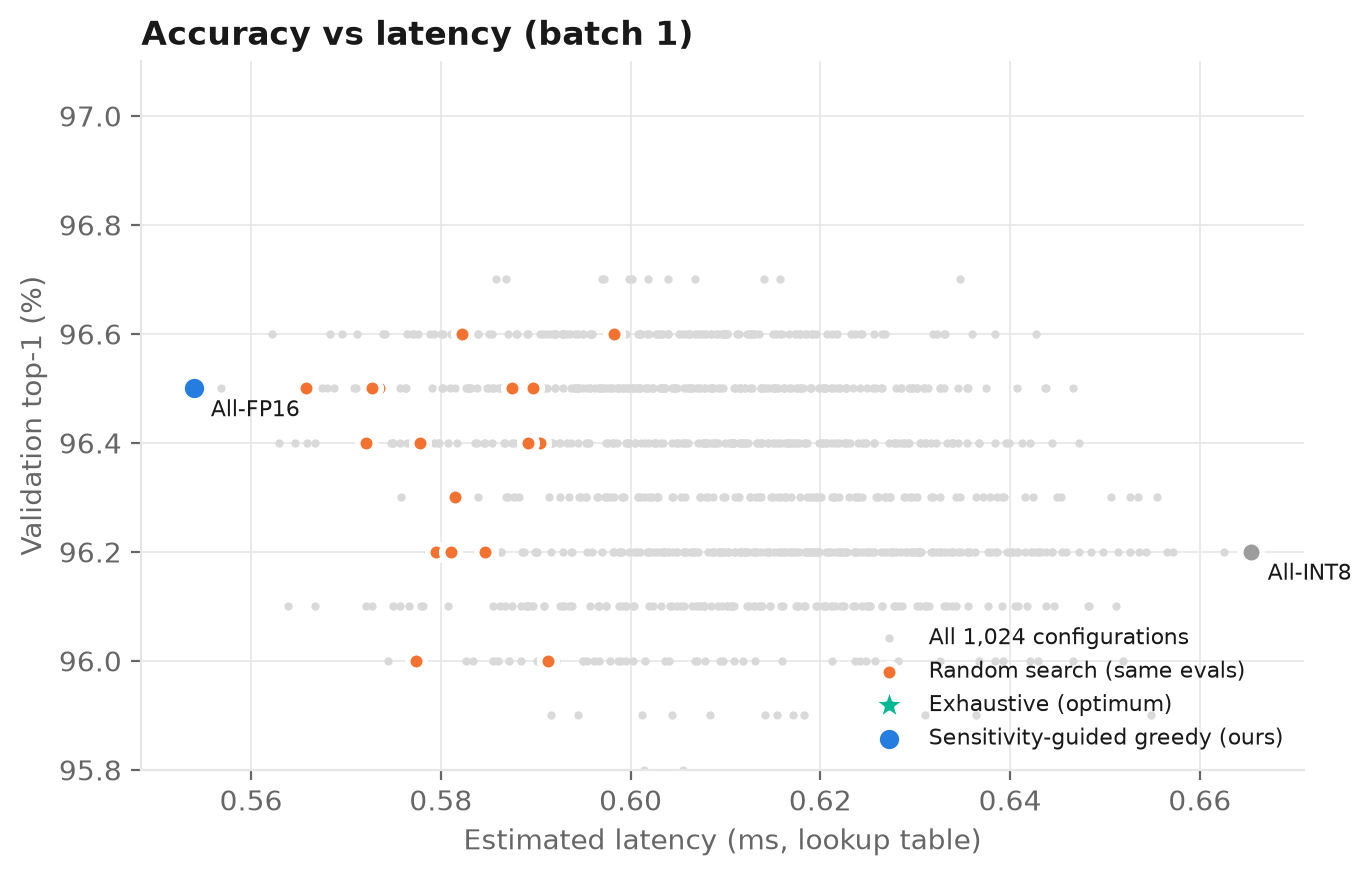 Accuracy vs latency (batch 1)
Validation top-1 (%)
97.0
96.8
96.6
96.4
96.2
96.0
95.8
All-FP16
All-INT8
All 1,024 configurations
Random search (same evals)
Exhaustive (optimum)
Sensitivity-guided greedy (ours)
0.56 0.58 0.60 0.62 0.64 0.66
Estimated latency (ms, lookup table)